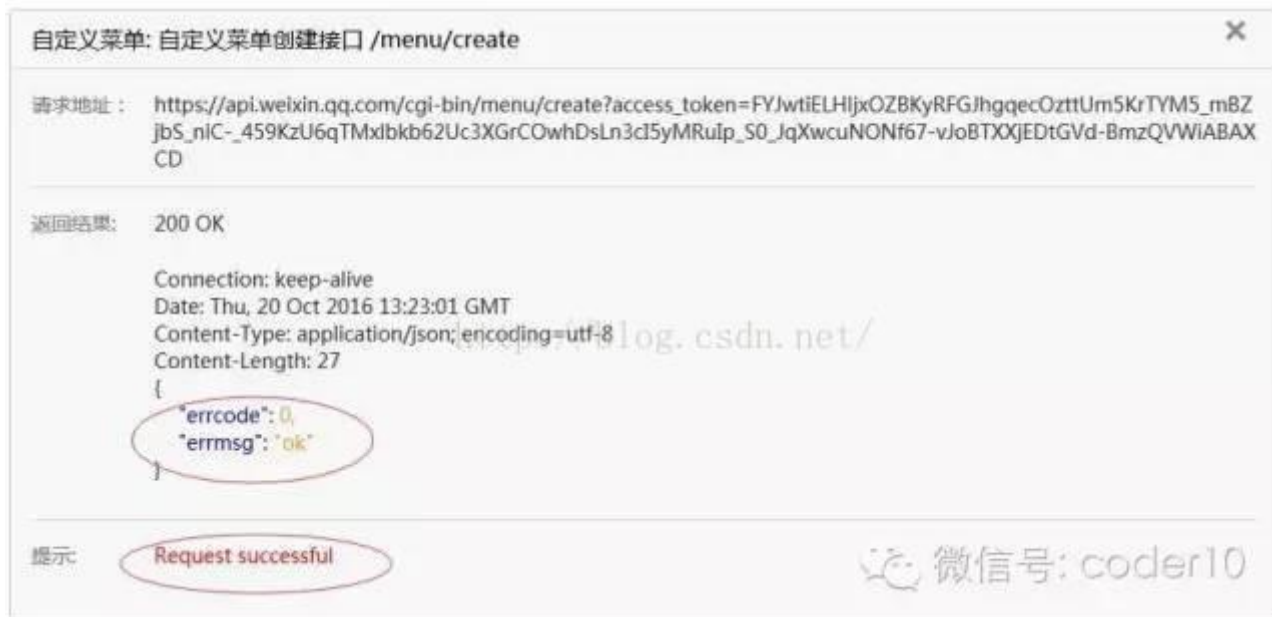 自定义菜单: 自定义菜单创建接口 /menu/create
×
请求地址： https://api.weixin.qq.com/cgi-bin/menu/create?access_token=FYJwtiELHIjxOZBKyRFGJhgqecOzttUm5KrTYM5_mBZ
jbS_niC-_459KzU6qTMxlbkb62Uc3XGrCOwhDsLn3cI5yMRuIp_S0_JqXwcuNONf67-vJoBTXXjEDtGVd-BmzQVWiABAX
CD
返回结果: 200 OK
Connection: keep-alive
Date: Thu, 20 Oct 2016 13:23:01 GMT
Content-Type: application/json; encoding=utf-8
http://blog.csdn.net/
Content-Length: 27
{
"errcode": 0,
"errmsg": "ok"
}
提示: Request successful
微信号: coder10